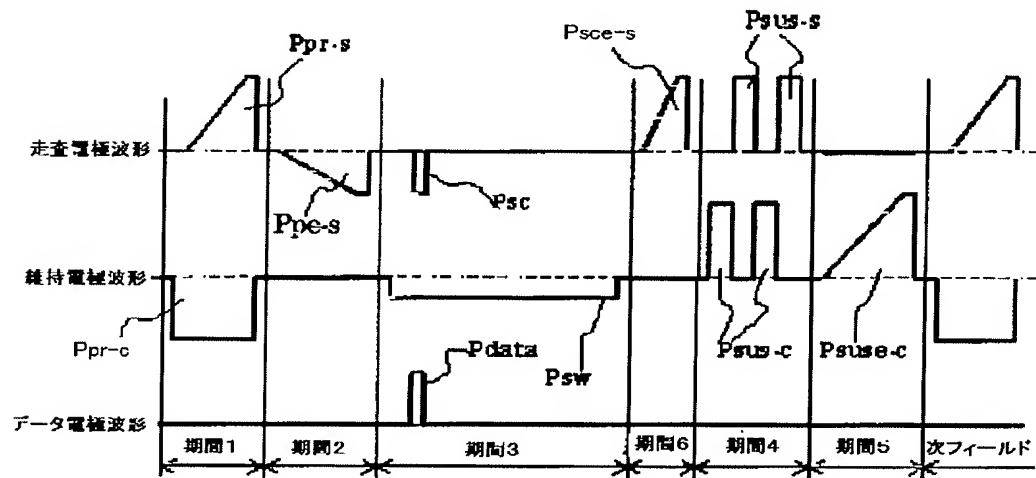 Ppr-s
Psce-s
Psus-s
走査電極波形
Psc
Ppe-s
維持電極波形
Ppr-c
Pdata
Psw
Psus-c
Psuse-c
データ電極波形
期間1
期間2
期間3
期間6
期間4
期間5
次フィールド